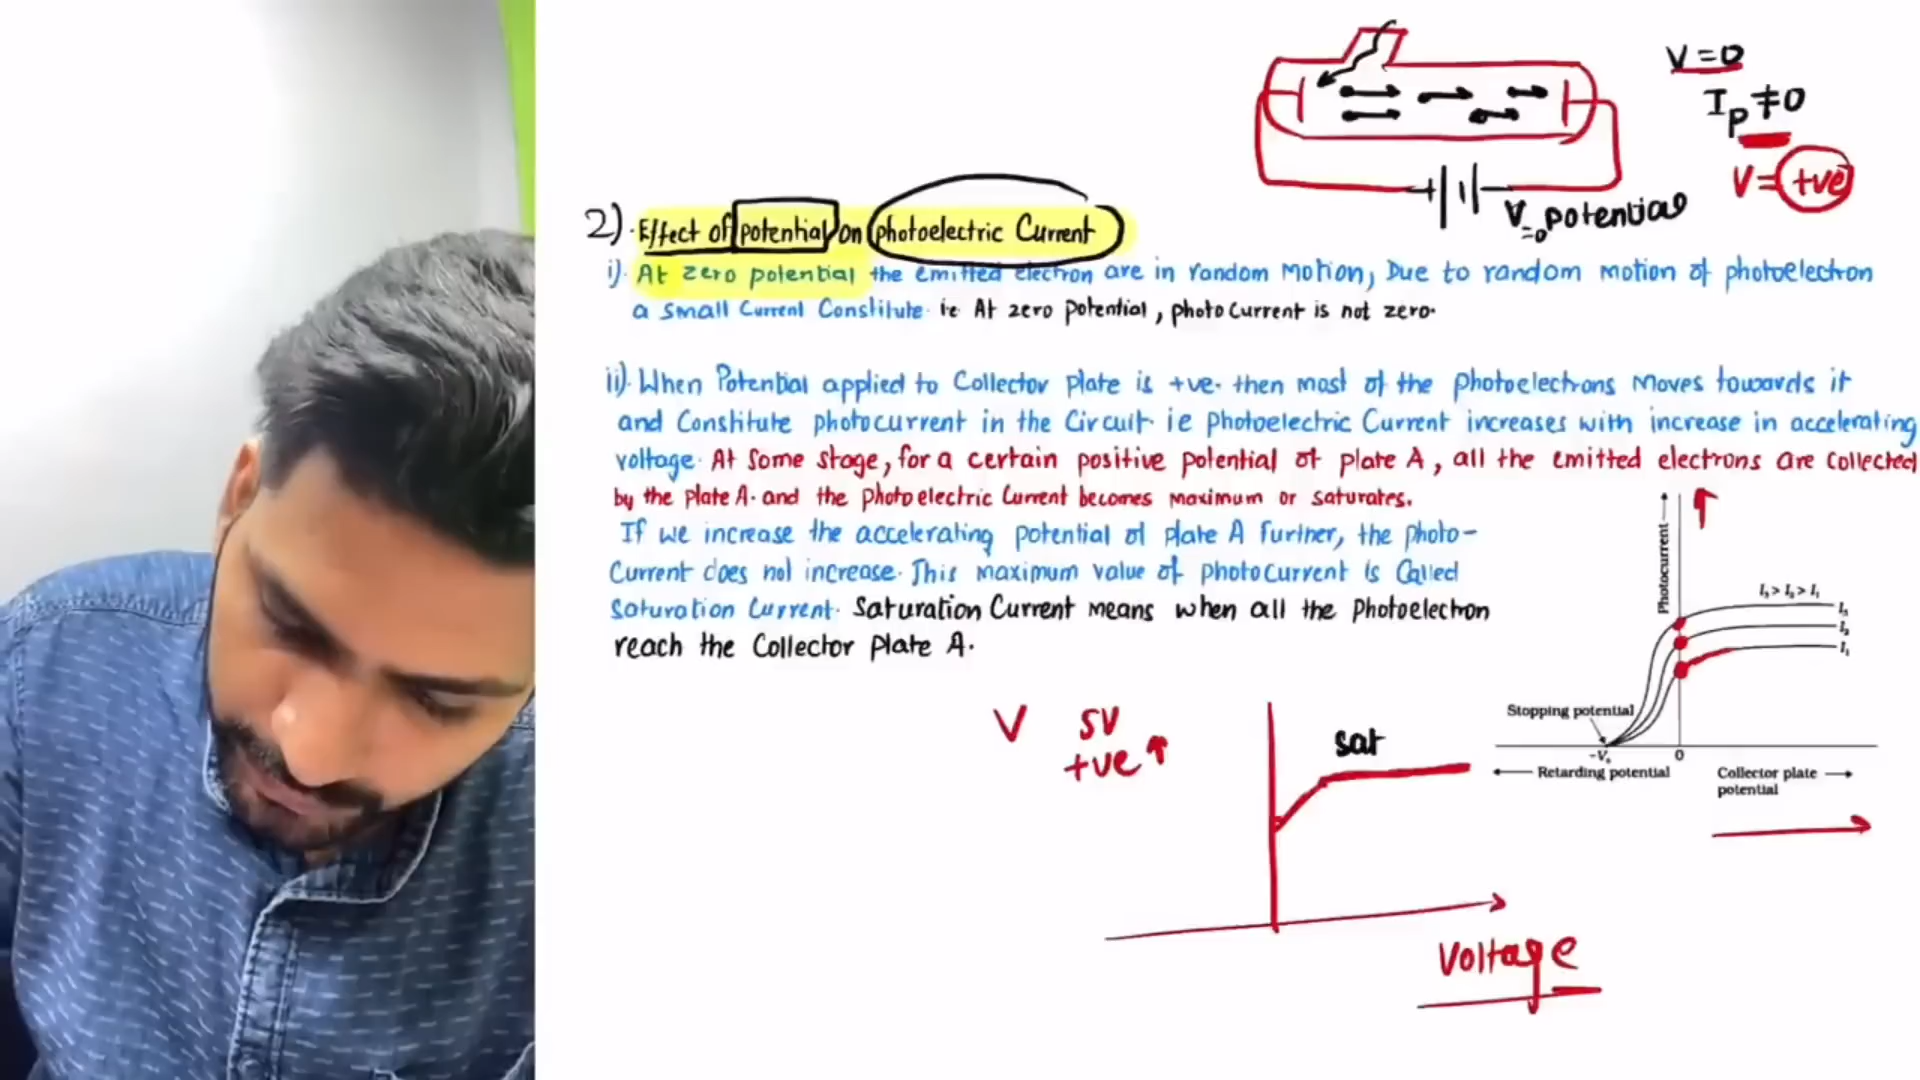 V=0
Ip ≠0
V= +ve
V=0 potential
2). Effect of potential on photoelectric Current
i). At zero potential the emitted electron are in random motion, Due to random motion of photoelectron
a small Current Constitute ie At zero Potential, photo Current is not zero.
ii). When Potential applied to Collector plate is +ve. then most of the photoelectrons Moves towards it
and Constitute photocurrent in the Circuit. ie Photoelectric Current increases with increase in accelerating
voltage. At Some stage, for a certain positive potential of plate A, all the emitted electrons are collected
by the plate A. and the photoelectric Current becomes maximum or saturates.
If we increase the accelerating potential of plate A Further, the photo-
Current does not increase. This maximum value of photocurrent is Called
Saturation Current. Saturation Current means when all the Photoelectron
reach the Collector Plate A.
Photocurrent
I₃ > I₂ > I₁
I₃
I₂
I₁
Stopping potential
-V₀
0
Retarding potential
Collector plate
potential
V 5V
+ve
sat
Voltage